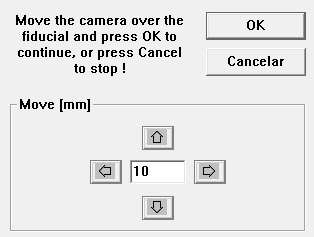 Move the camera over the
fiducial and press OK to
continue, or press Cancel
to stop !
OK
Cancelar
Move [mm]
10